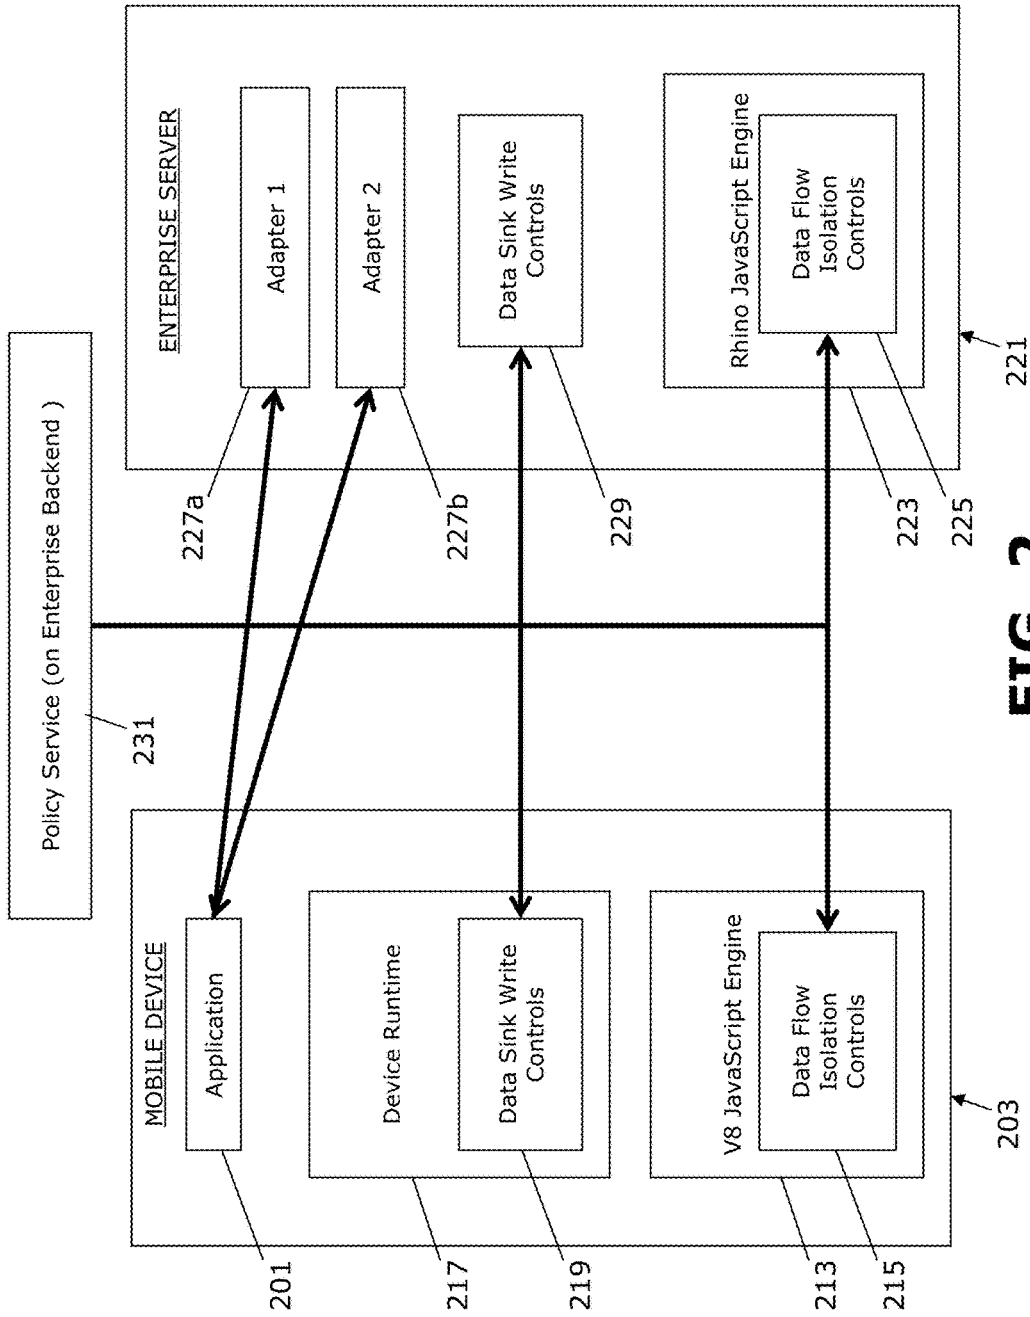 Policy Service (on Enterprise Backend )
231
MOBILE DEVICE
Application
201
Device Runtime
217
Data Sink Write
Controls
219
V8 JavaScript Engine
213
Data Flow
Isolation
Controls
215
203
ENTERPRISE SERVER
Adapter 1
227a
Adapter 2
227b
Data Sink Write
Controls
229
Rhino JavaScript Engine
223
Data Flow
Isolation
Controls
225
221
FIG. 2